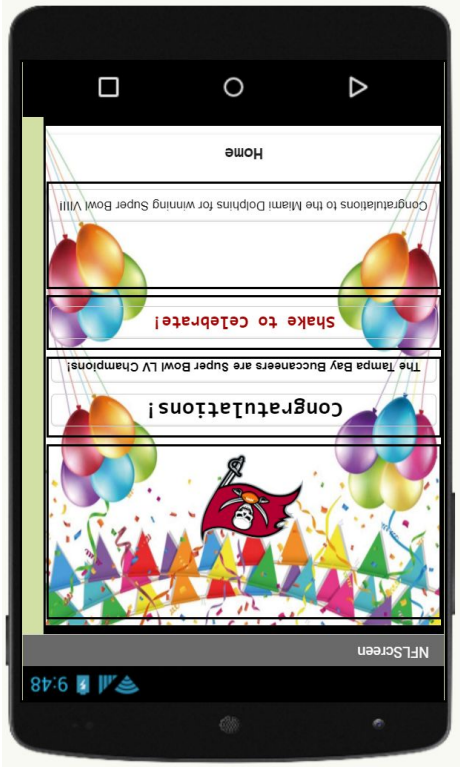 9:48
NFLScreen
Congratulations!
The Tampa Bay Buccaneers are Super Bowl LV Champions!
Shake to Celebrate!
Congratulations to the Miami Dolphins for winning Super Bowl VIII!
Home